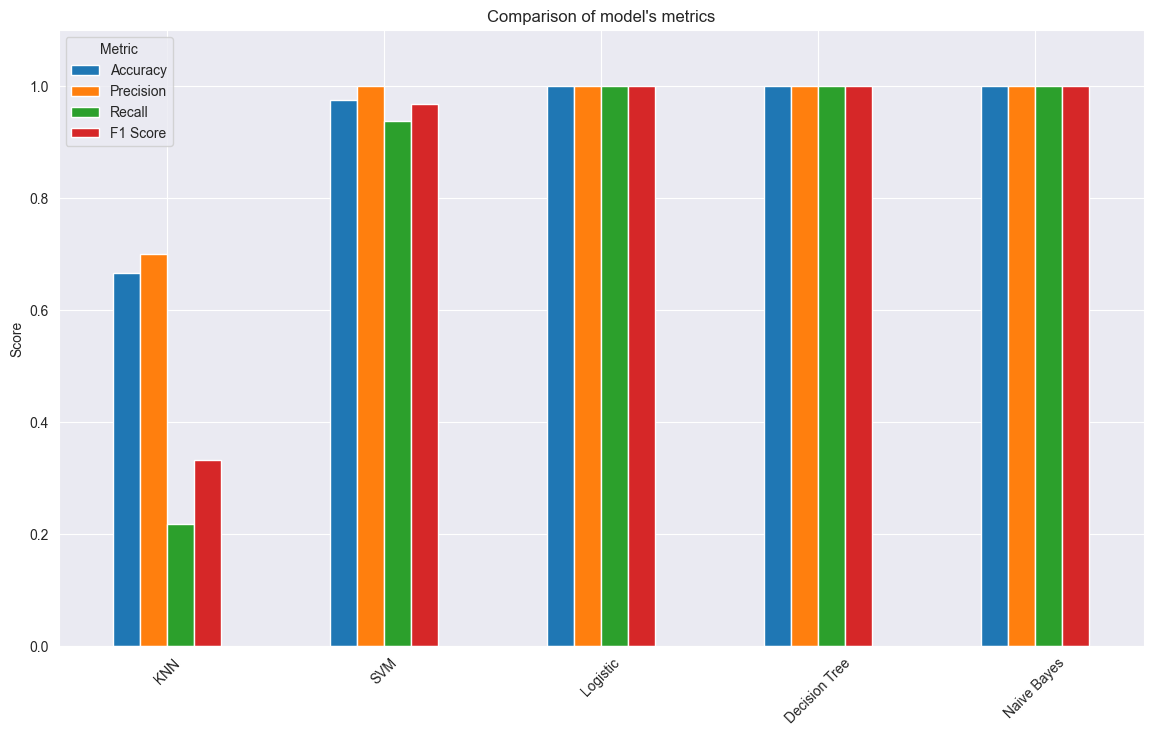 Comparison of model's metrics
Metric
Accuracy
Precision
Recall
F1 Score
Score
1.0
0.8
0.6
0.4
0.2
0.0
KNN
SVM
Logistic
Decision Tree
Naive Bayes